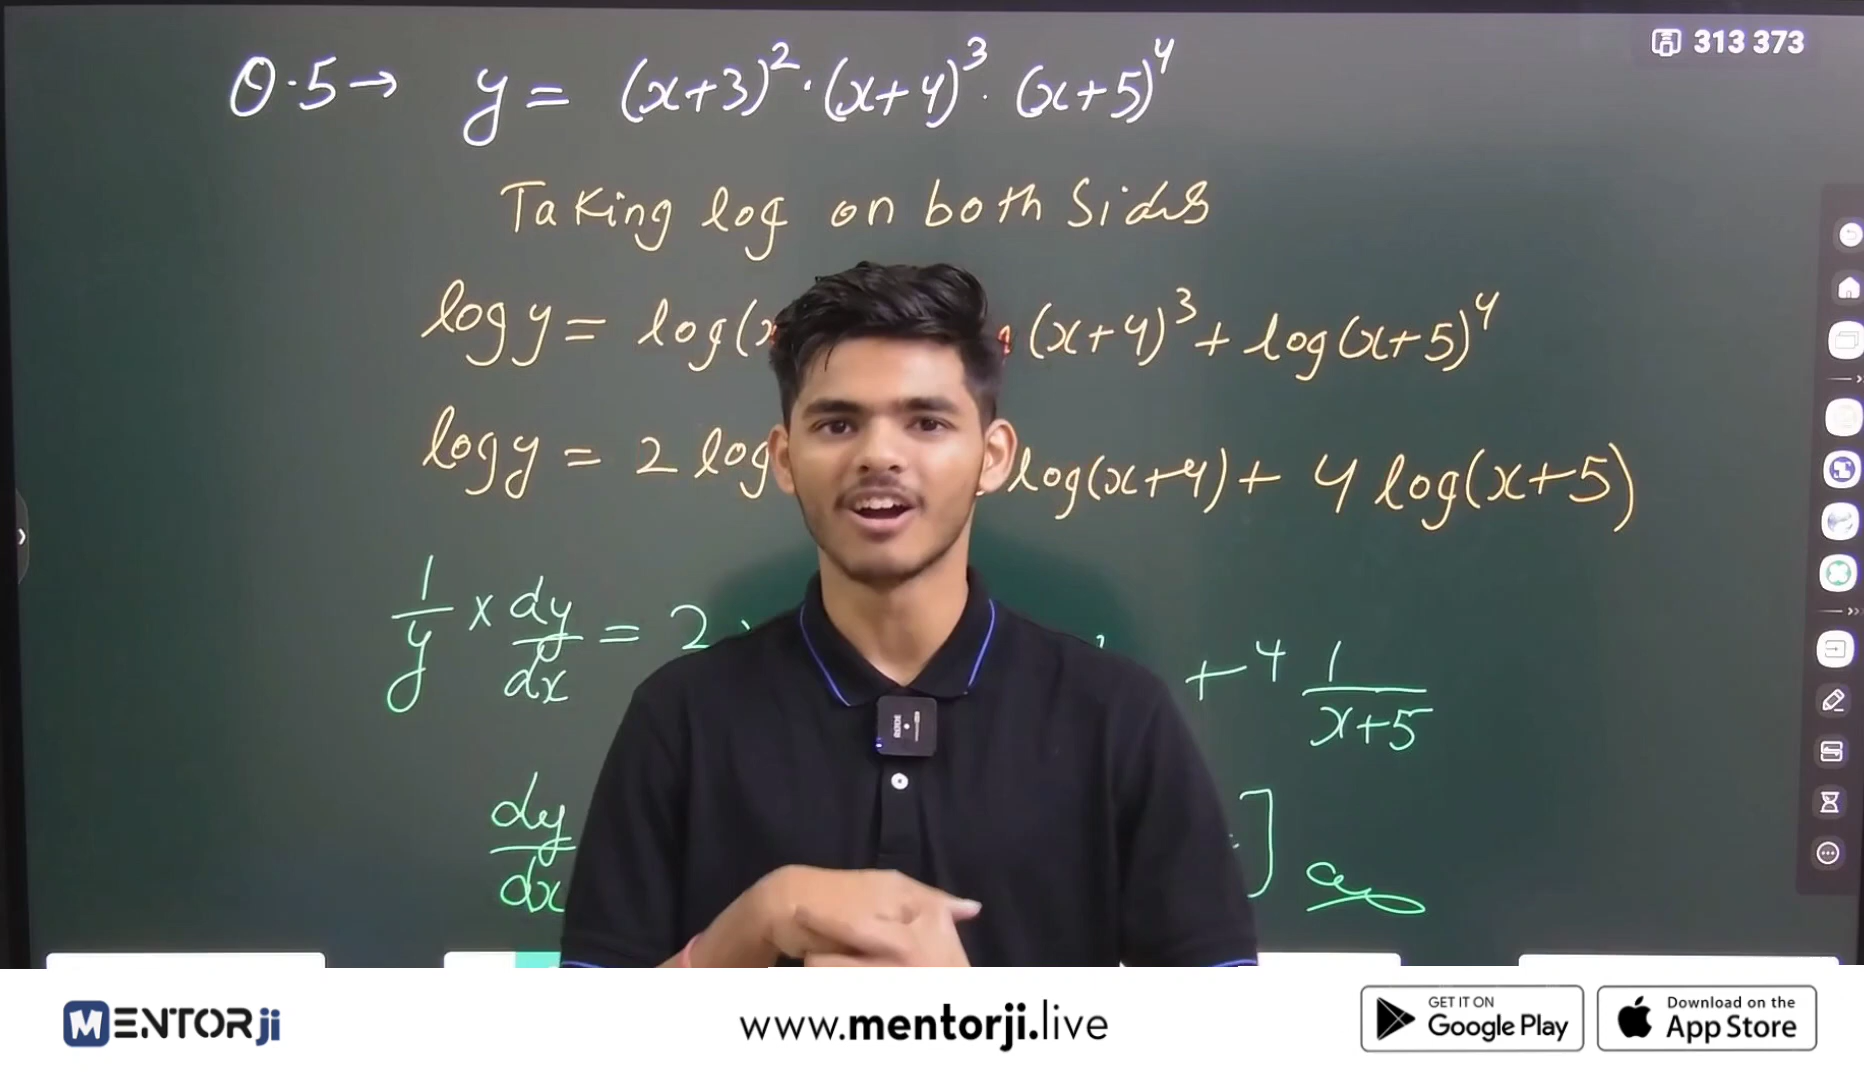 313 373
Q.5→ y = (x+3)²·(x+4)³·(x+5)⁴
Taking log on both Sides
log y = log(x (x+4)³ + log(x+5)⁴
log y = 2 log log(x+4) + 4 log(x+5)
1/y × dy/dx = 2 + 4 1/x+5
dy/dx ]
MENTORji
www.mentorji.live
GET IT ON
Google Play
Download on the
App Store